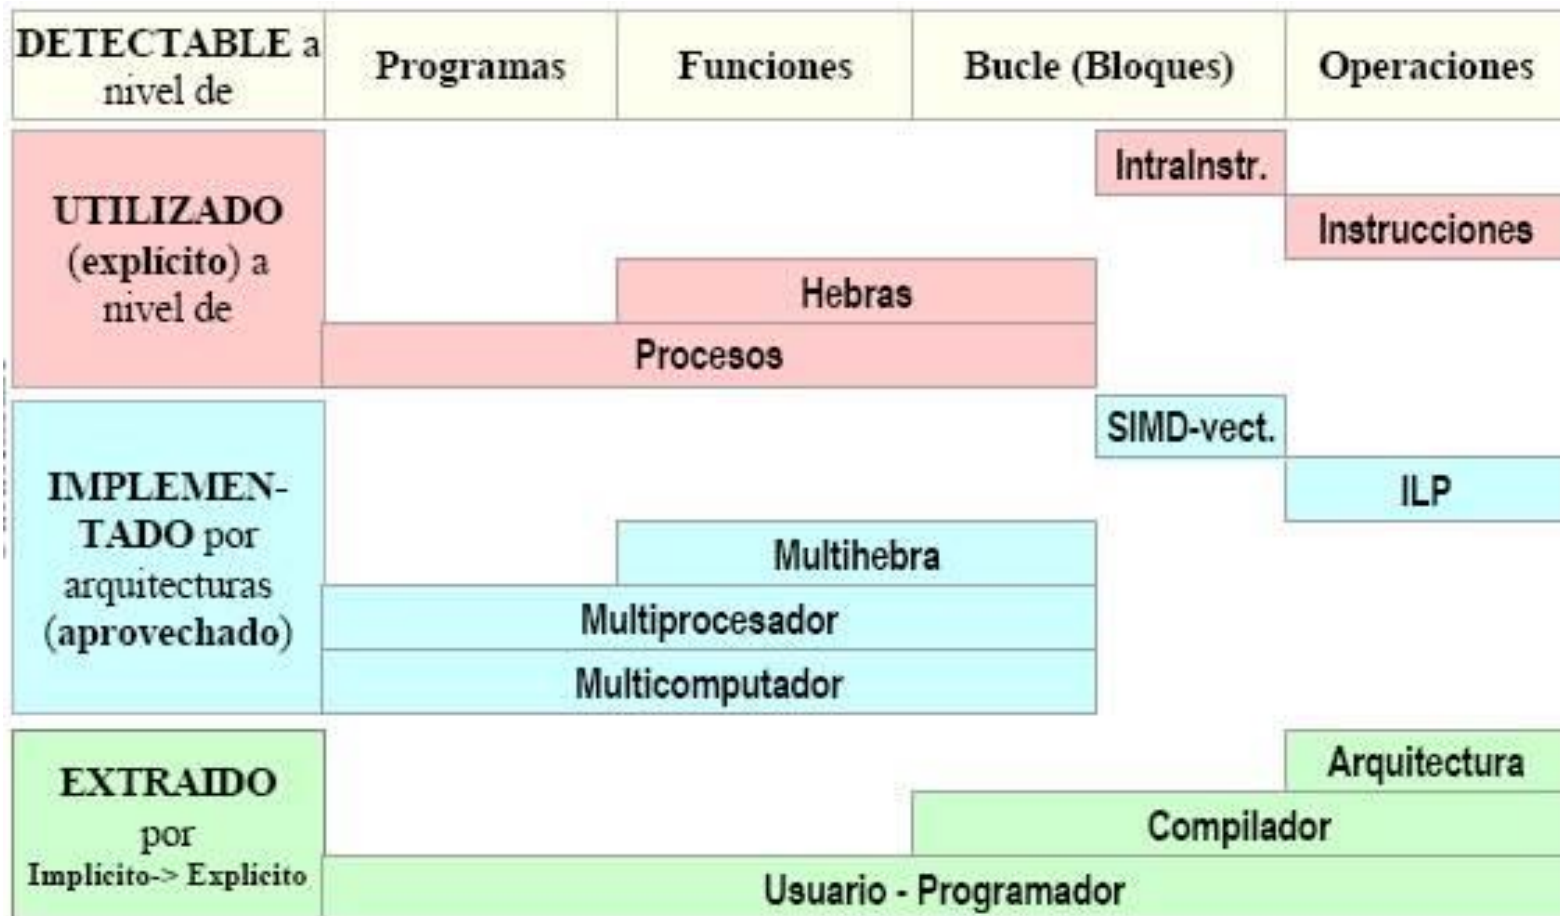 DETECTABLE a
nivel de
Programas
Funciones
Bucle (Bloques)
Operaciones
UTILIZADO
(explícito) a
nivel de
IntraInstr.
Instrucciones
Hebras
Procesos
IMPLEMEN-
TADO por
arquitecturas
(aprovechado)
SIMD-vect.
ILP
Multihebra
Multiprocesador
Multicomputador
EXTRAIDO
por
Implícito-> Explícito
Arquitectura
Compilador
Usuario - Programador